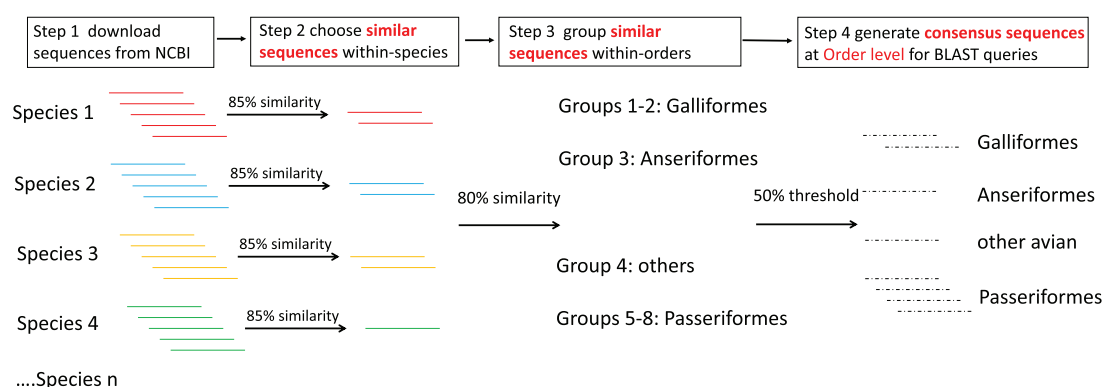 Step 1 download
sequences from NCBI
Step 2 choose similar
sequences within-species
Step 3 group similar
sequences within-orders
Step 4 generate consensus sequences
at Order level for BLAST queries
Species 1
85% similarity
Species 2
85% similarity
Species 3
85% similarity
Species 4
85% similarity
....Species n
80% similarity
Groups 1-2: Galliformes
Group 3: Anseriformes
Group 4: others
Groups 5-8: Passeriformes
50% threshold
Galliformes
Anseriformes
other avian
Passeriformes